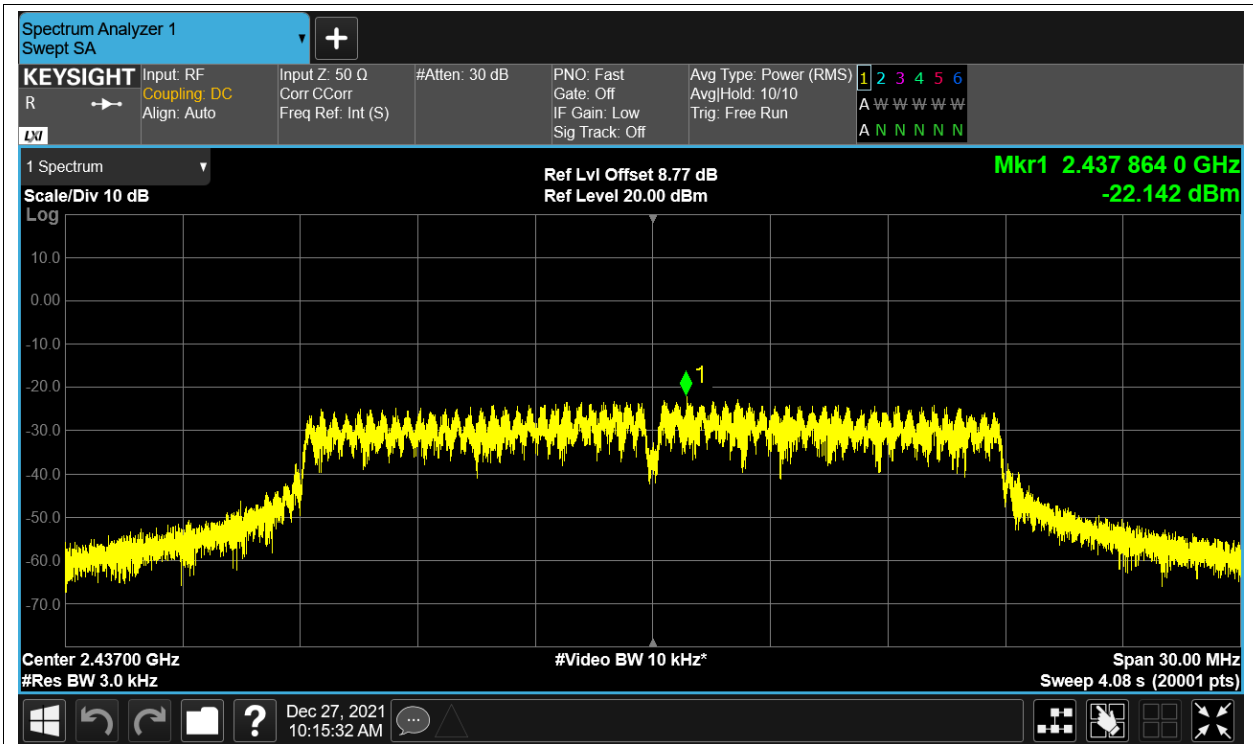 Spectrum Analyzer 1
Swept SA
▼
+
KEYSIGHT Input: RF Input Z: 50 Ω #Atten: 30 dB PNO: Fast Avg Type: Power (RMS) 1 2 3 4 5 6
R Coupling: DC Corr CCorr Gate: Off Avg|Hold: 10/10 A W W W W W
Align: Auto Freq Ref: Int (S) IF Gain: Low Trig: Free Run
LXI Sig Track: Off A N N N N N
1 Spectrum ▼ Ref Lvl Offset 8.77 dB Mkr1 2.437 864 0 GHz
Scale/Div 10 dB Ref Level 20.00 dBm -22.142 dBm
Log
10.0
0.00
-10.0
1
-20.0
-30.0
-40.0
-50.0
-60.0
-70.0
Center 2.43700 GHz #Video BW 10 kHz* Span 30.00 MHz
#Res BW 3.0 kHz Sweep 4.08 s (20001 pts)
? Dec 27, 2021
10:15:32 AM